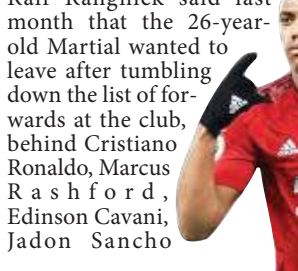 Ralf Rangnick said last
month that the 26-year-
old Martial wanted to
leave after tumbling
down the list of for-
wards at the club,
behind Cristiano
Ronaldo, Marcus
Rashford,
Edinson Cavani,
Jadon Sancho